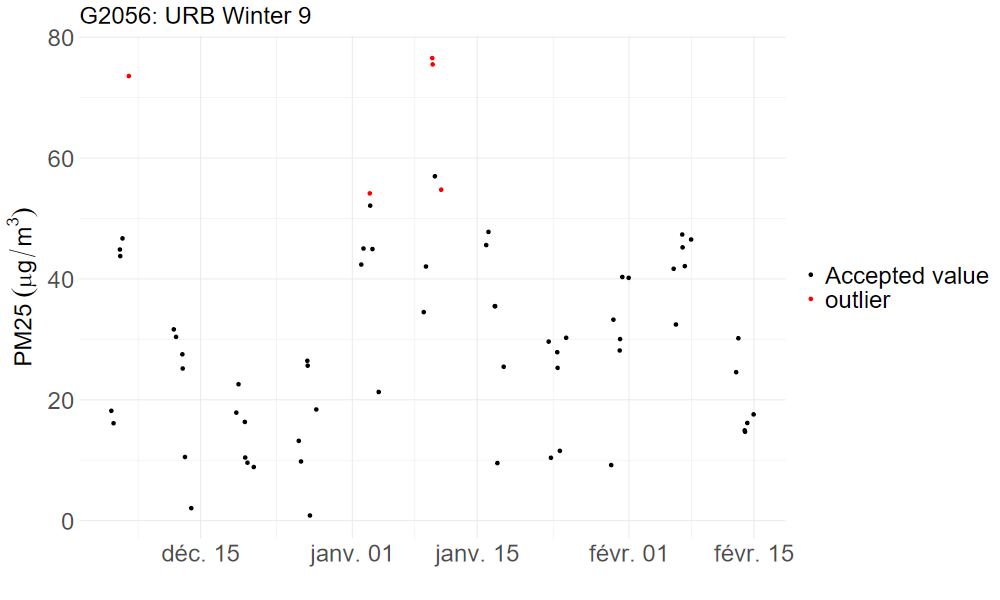 G2056: URB Winter 9
80
60
40
20
0
PM25 (μg/m³)
déc. 15
janv. 01
janv. 15
févr. 01
févr. 15
Accepted value
outlier